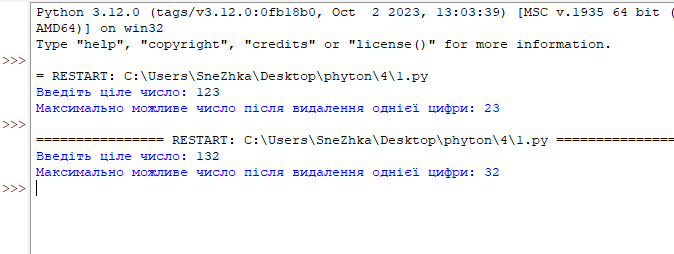 Python 3.12.0 (tags/v3.12.0:0fb18b0, Oct  2 2023, 13:03:39) [MSC v.1935 64 bit (
AMD64)] on win32
Type "help", "copyright", "credits" or "license()" for more information.
>>>
= RESTART: C:\Users\SneZhka\Desktop\phyton\4\1.py
Введіть ціле число: 123
Максимально можливе число після видалення однієї цифри: 23
>>>
================ RESTART: C:\Users\SneZhka\Desktop\phyton\4\1.py ===============
Введіть ціле число: 132
Максимально можливе число після видалення однієї цифри: 32
>>>